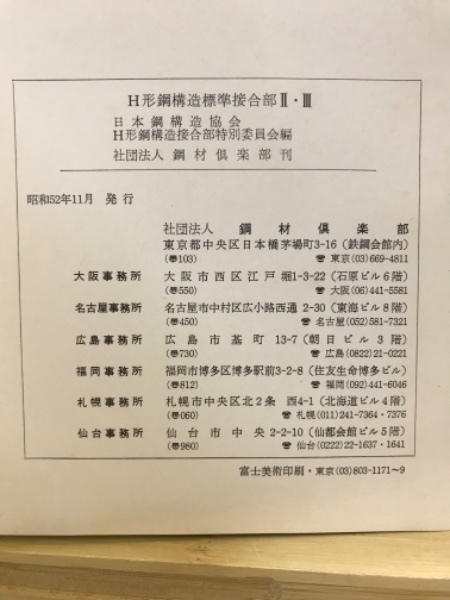 H形鋼構造標準接合部Ⅱ・Ⅲ
日本鋼構造協会
H形鋼構造接合部特別委員会編
社団法人 鋼材倶楽部刊
昭和52年11月 発行
社団法人 鋼材倶楽部
東京都中央区日本橋茅場町3-16(鉄鋼会館内)
(〠103) ☎ 東京(03)669-4811
大阪事務所 大阪市西区江戸堀1-3-22(石原ビル6階)
(〠550) ☎ 大阪(06)441-5581
名古屋事務所 名古屋市中村区広小路西通 2-30(東海ビル8階)
(〠450) ☎ 名古屋(052)581-7321
広島事務所 広島市基町 13-7(朝日ビル3階)
(〠730) ☎ 広島(0822)21-0221
福岡事務所 福岡市博多区博多駅前3-2-8(住友生命博多ビル)
(〠812) ☎ 福岡(092)441-6046
札幌事務所 札幌市中央区北2条 西4-1(北海道ビル4階)
(〠060) ☎ 札幌(011)241-7364・7376
仙台事務所 仙台市中央2-2-10(仙都会館ビル5階)
(〠980) ☎ 仙台(0222)22-1637・1641
富士美術印刷・東京(03)803-1171~9